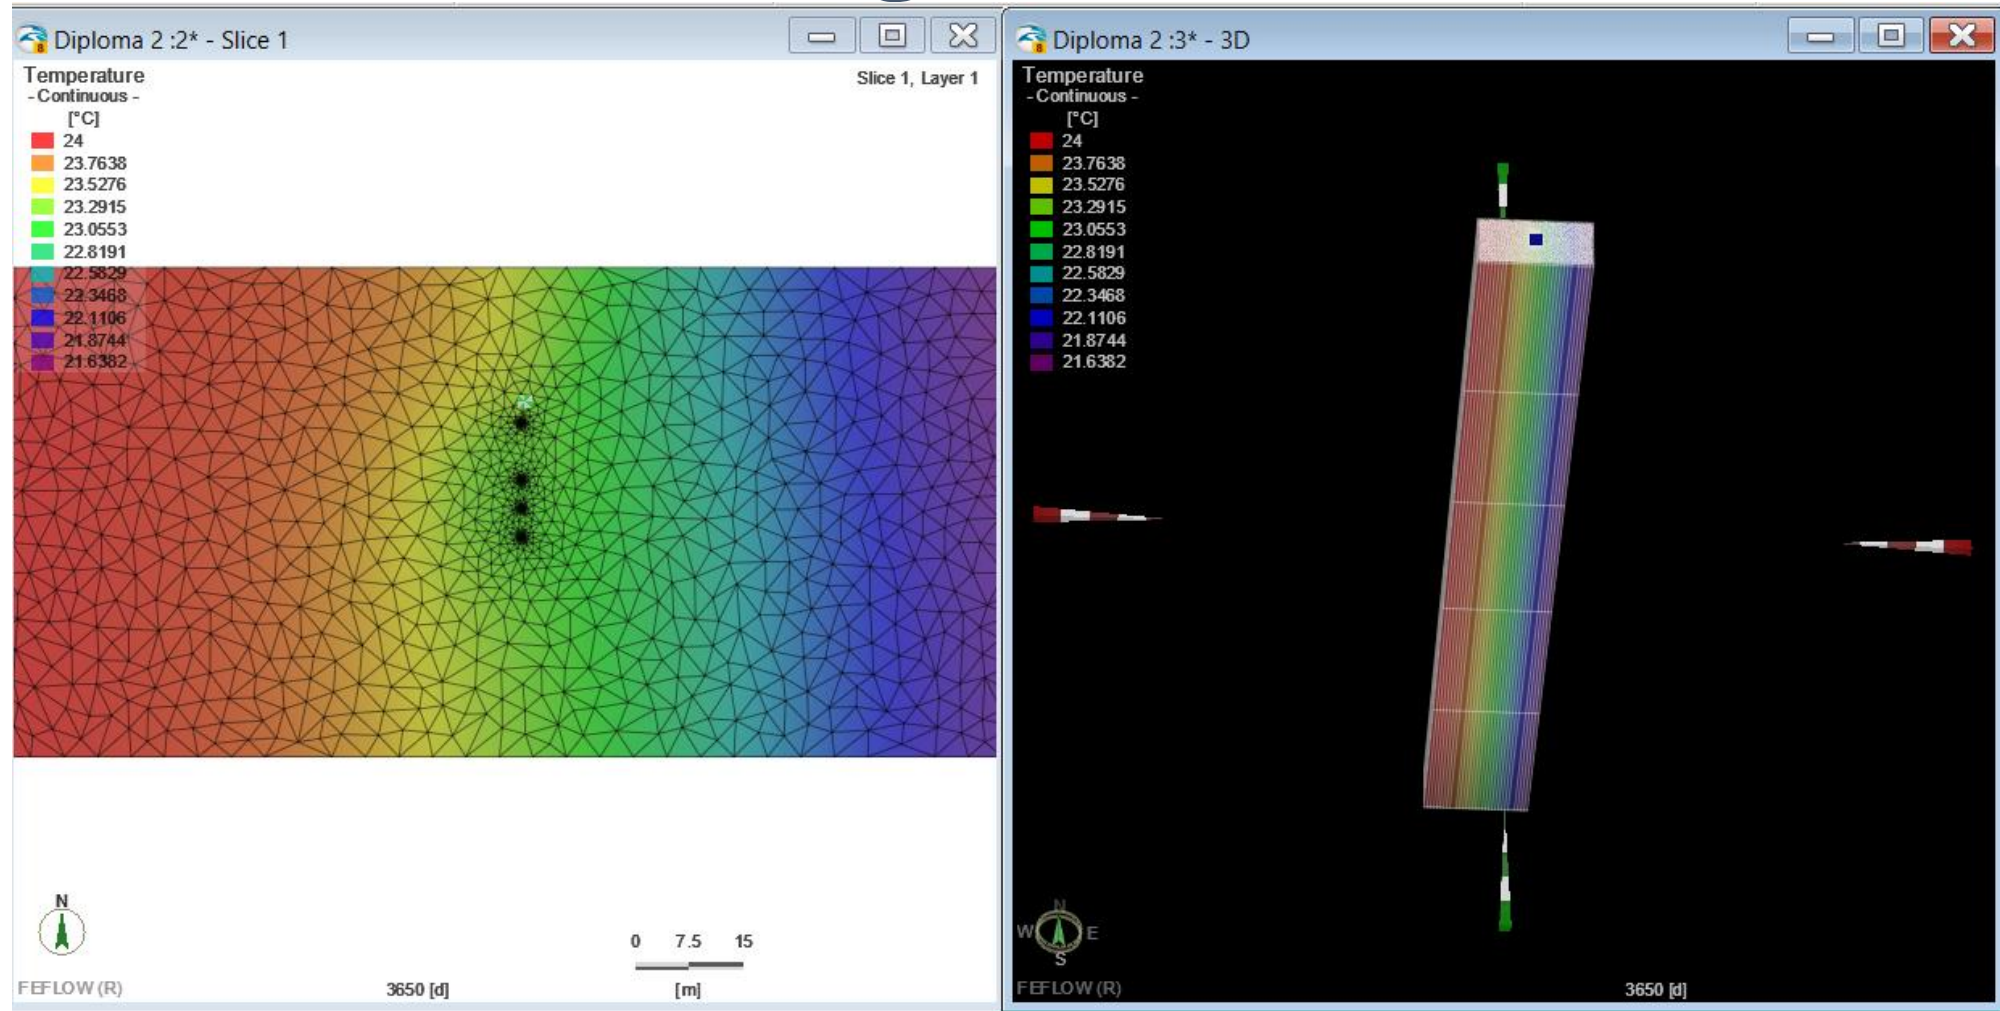 Diploma 2 :2* - Slice 1
Temperature
- Continuous -
[°C]
24
23.7638
23.5276
23.2915
23.0553
22.8191
22.5829
22.3468
22.1106
21.8744
21.6382
Slice 1, Layer 1
N
0 7.5 15
FEFLOW (R)
3650 [d]
[m]
Diploma 2 :3* - 3D
Temperature
- Continuous -
[°C]
24
23.7638
23.5276
23.2915
23.0553
22.8191
22.5829
22.3468
22.1106
21.8744
21.6382
N
W E
S
FEFLOW (R)
3650 [d]